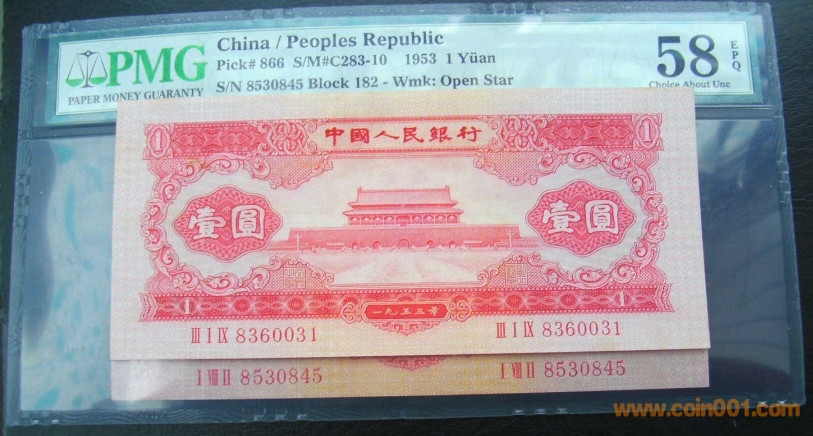 PMG
PAPER MONEY GUARANTY
China / Peoples Republic
Pick# 866 S/M#C283-10 1953 1 Yüan
S/N 8530845 Block 182 - Wmk: Open Star
58 EPQ
Choice About Unc
1 中國人民銀行 1
壹圓 壹圓
1 一九五三年 1
III I IX 8360031 III I IX 8360031
I VIII II 8530845 I VIII II 8530845
www.coin001.com